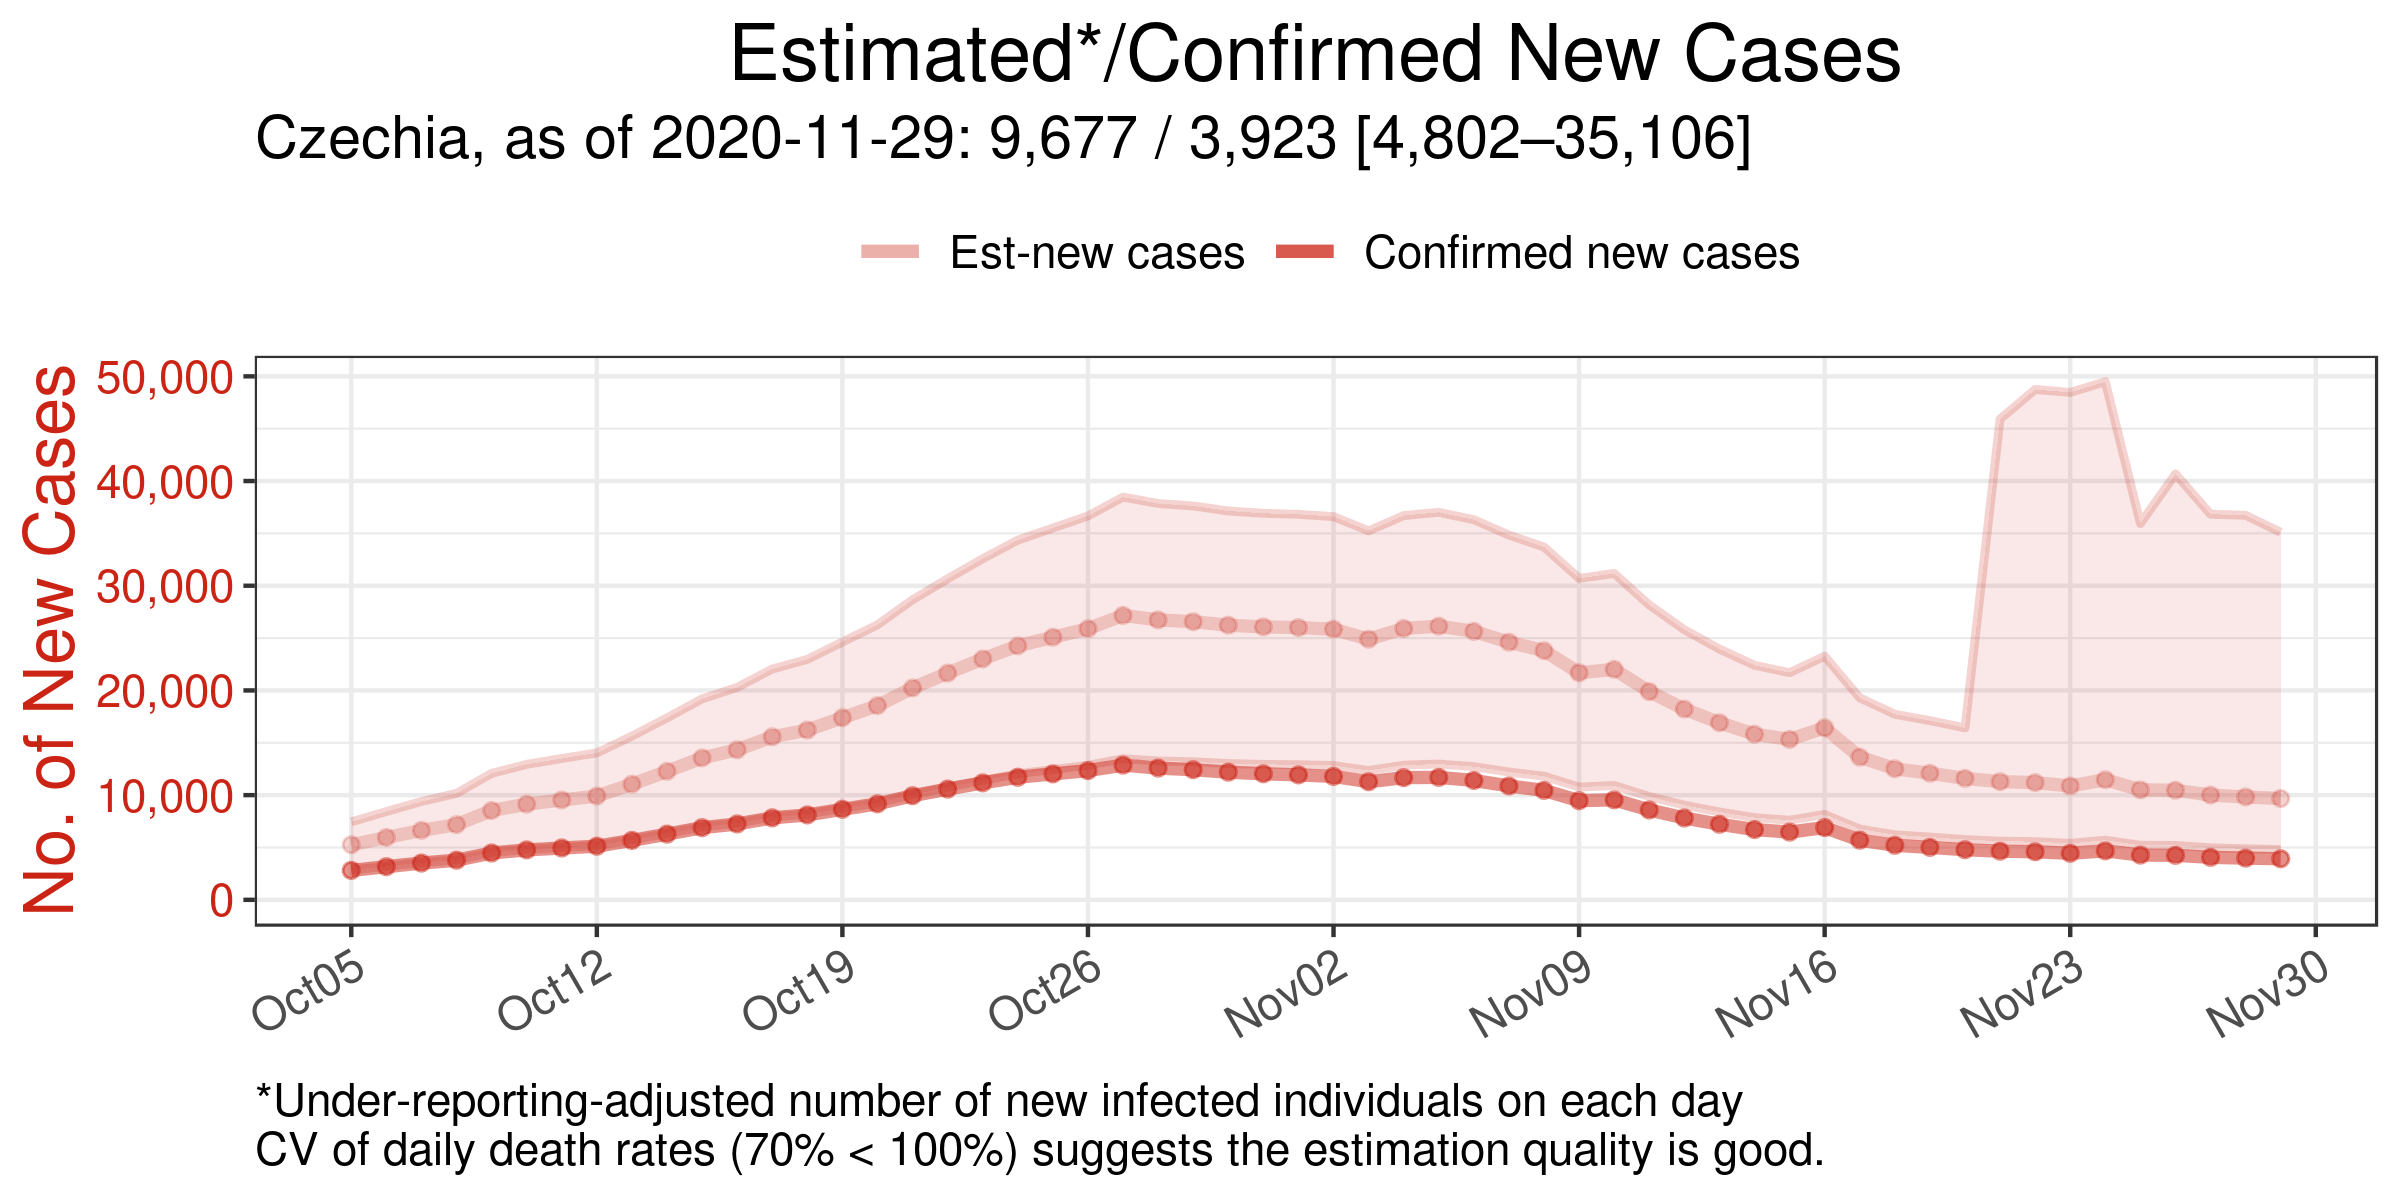 Estimated*/Confirmed New Cases
Czechia, as of 2020-11-29: 9,677 / 3,923 [4,802–35,106]
Est-new cases Confirmed new cases
No. of New Cases
50,000
40,000
30,000
20,000
10,000
0
Oct05 Oct12 Oct19 Oct26 Nov02 Nov09 Nov16 Nov23 Nov30
*Under-reporting-adjusted number of new infected individuals on each day
CV of daily death rates (70% < 100%) suggests the estimation quality is good.